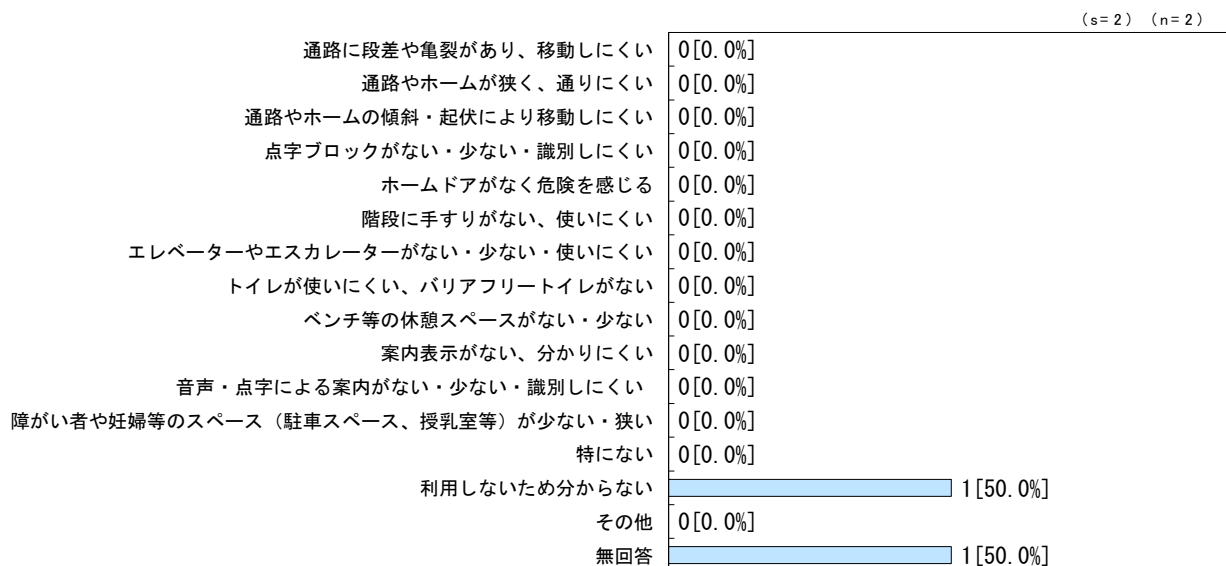 (s=2) (n=2)
通路に段差や亀裂があり、移動しにくい 0[0.0%]
通路やホームが狭く、通りにくい 0[0.0%]
通路やホームの傾斜・起伏により移動しにくい 0[0.0%]
点字ブロックがない・少ない・識別しにくい 0[0.0%]
ホームドアがなく危険を感じる 0[0.0%]
階段に手すりがない、使いにくい 0[0.0%]
エレベーターやエスカレーターがない・少ない・使いにくい 0[0.0%]
トイレが使いにくい、バリアフリートイレがない 0[0.0%]
ベンチ等の休憩スペースがない・少ない 0[0.0%]
案内表示がない、分かりにくい 0[0.0%]
音声・点字による案内がない・少ない・識別しにくい 0[0.0%]
障がい者や妊婦等のスペース（駐車スペース、授乳室等）が少ない・狭い 0[0.0%]
特にない 0[0.0%]
利用しないため分からない 1[50.0%]
その他 0[0.0%]
無回答 1[50.0%]